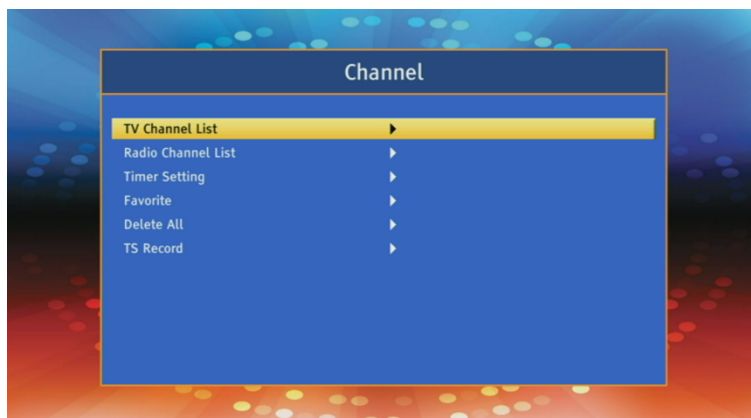 Channel
TV Channel List
Radio Channel List
Timer Setting
Favorite
Delete All
TS Record